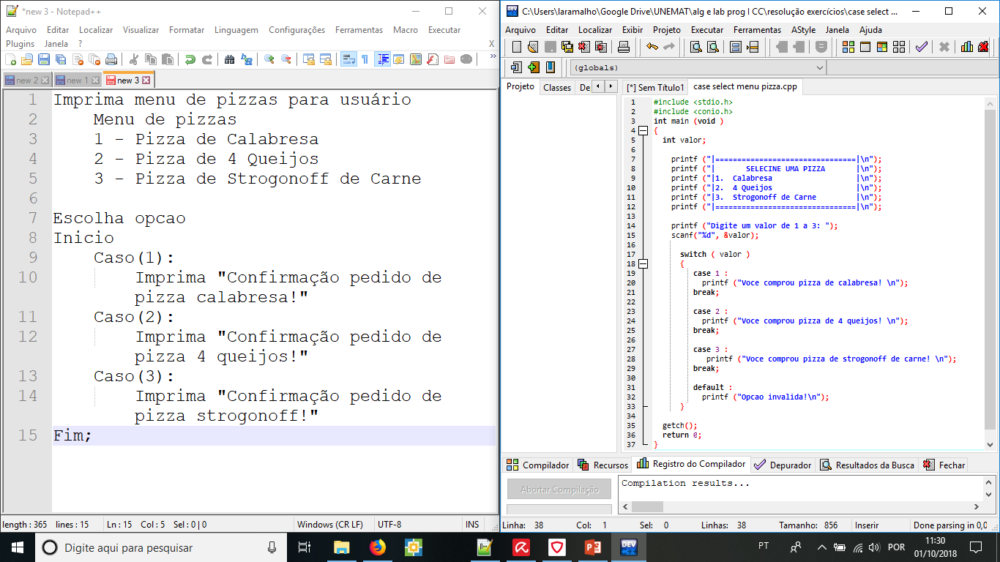 *new 3 - Notepad++
Arquivo Editar Localizar Visualizar Formatar Linguagem Configurações Ferramentas Macro Executar
Plugins Janela ? X
new 2 new 1 new 3
1 Imprima menu de pizzas para usuário
2 Menu de pizzas
3 1 - Pizza de Calabresa
4 2 - Pizza de 4 Queijos
5 3 - Pizza de Strogonoff de Carne
6
7 Escolha opcao
8 Inicio
9 Caso(1):
10 Imprima "Confirmação pedido de
pizza calabresa!"
11 Caso(2):
12 Imprima "Confirmação pedido de
pizza 4 queijos!"
13 Caso(3):
14 Imprima "Confirmação pedido de
pizza strogonoff!"
15 Fim;
length : 365 lines : 15 Ln : 15 Col : 5 Sel : 0 | 0 Windows (CR LF) UTF-8 INS
C:\Users\laramalho\Google Drive\UNEMAT\alg e lab prog I CC\resolução exercícios\case select ...
Arquivo Editar Localizar Exibir Projeto Executar Ferramentas AStyle Janela Ajuda
(globals)
Projeto Classes De [*] Sem Título1 case select menu pizza.cpp
1 #include <stdio.h>
2 #include <conio.h>
3 int main (void )
4 {
5 int valor;
6
7 printf ("|================================|\n");
8 printf ("|       SELECINE UMA PIZZA       |\n");
9 printf ("|1.  Calabresa                   |\n");
10 printf ("|2.  4 Queijos                   |\n");
11 printf ("|3.  Strogonoff de Carne         |\n");
12 printf ("|================================|\n");
13
14 printf ("Digite um valor de 1 a 3: ");
15 scanf("%d", &valor);
16
17 switch ( valor )
18 {
19 case 1 :
20 printf ("Voce comprou pizza de calabresa! \n");
21 break;
22
23 case 2 :
24 printf ("Voce comprou pizza de 4 queijos! \n");
25 break;
26
27 case 3 :
28 printf ("Voce comprou pizza de strogonoff de carne! \n");
29 break;
30
31 default :
32 printf ("Opcao invalida!\n");
33 }
34
35 getch();
36 return 0;
37 }
Compilador Recursos Registro do Compilador Depurador Resultados da Busca Fechar
Abortar Compilação
Compilation results...
Linha: 38 Col: 1 Sel: 0 Linhas: 38 Tamanho: 856 Inserir Done parsing in 0,0
Digite aqui para pesquisar
DEV
PT
POR
11:30
01/10/2018